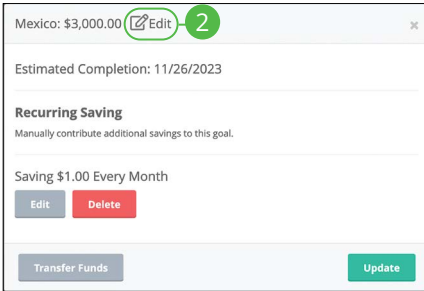 Mexico: $3,000.00 Edit 2 ×
Estimated Completion: 11/26/2023
Recurring Saving
Manually contribute additional savings to this goal.
Saving $1.00 Every Month
Edit Delete
Transfer Funds Update